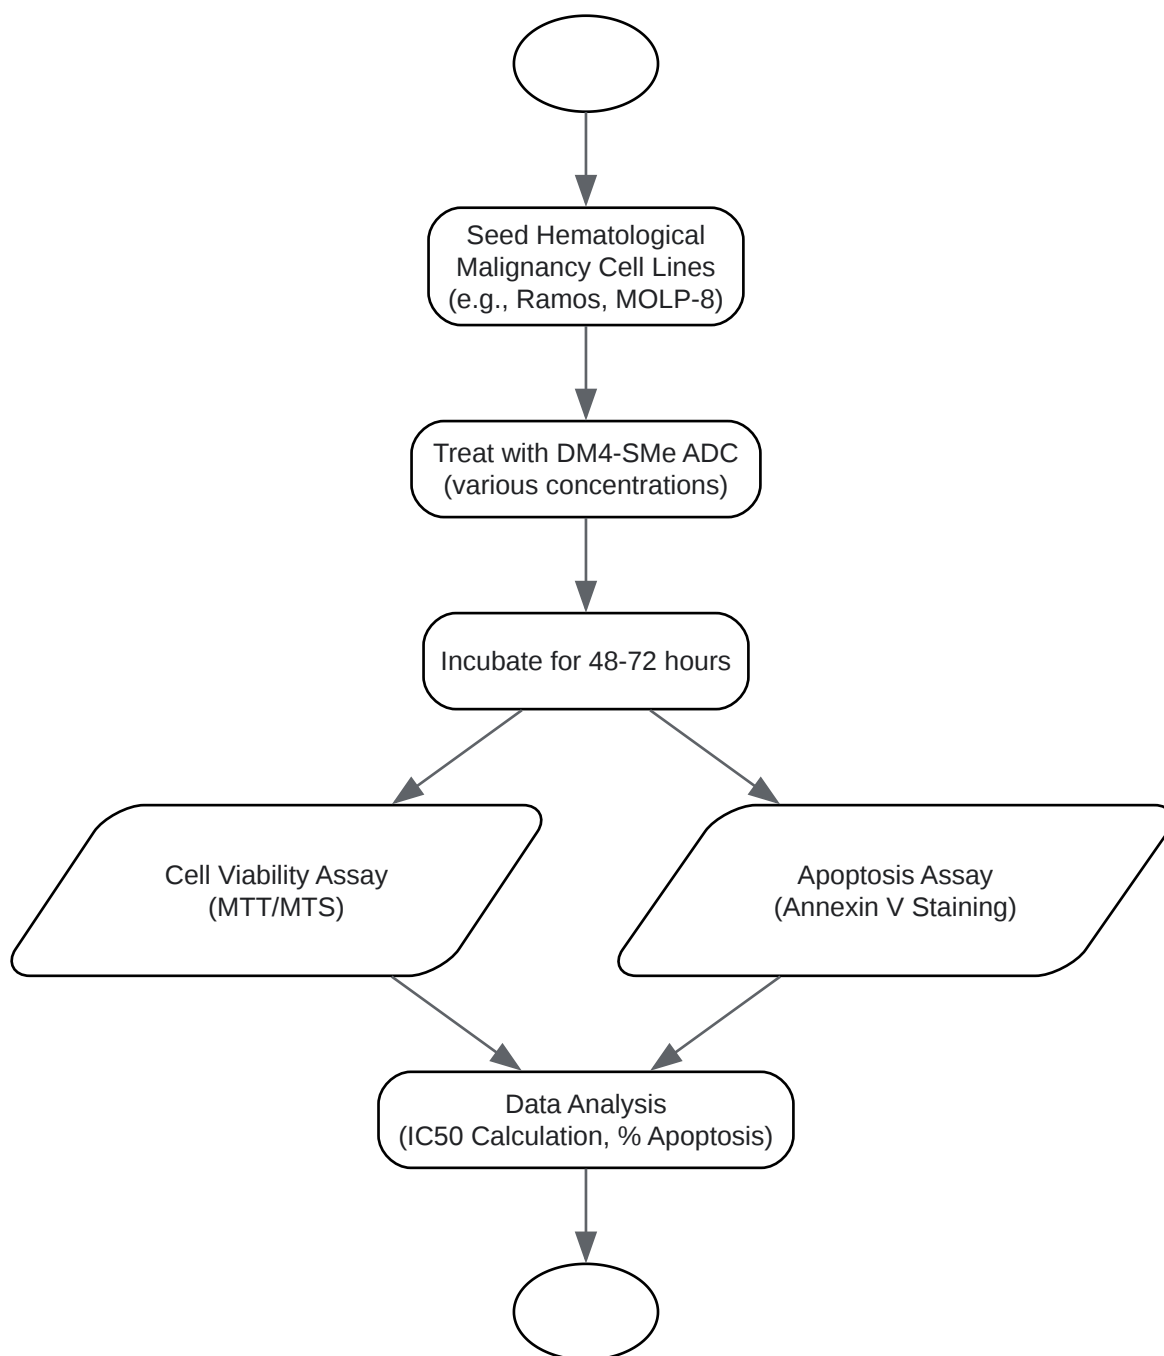 Seed Hematological
Malignancy Cell Lines
(e.g., Ramos, MOLP-8)
Treat with DM4-SMe ADC
(various concentrations)
Incubate for 48-72 hours
Cell Viability Assay
(MTT/MTS)
Apoptosis Assay
(Annexin V Staining)
Data Analysis
(IC50 Calculation, % Apoptosis)